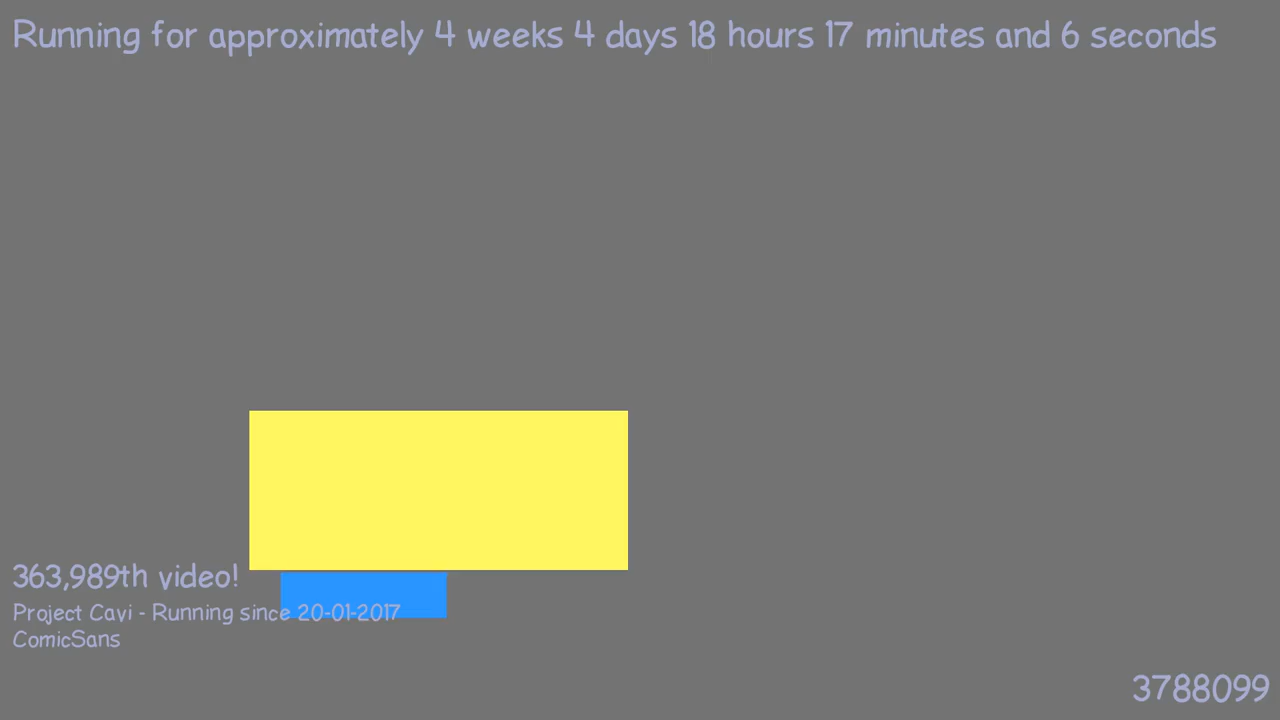 Running for approximately 4 weeks 4 days 18 hours 17 minutes and 6 seconds
363,989th video!
Project Cavi - Running since 20-01-2017
ComicSans
3788099